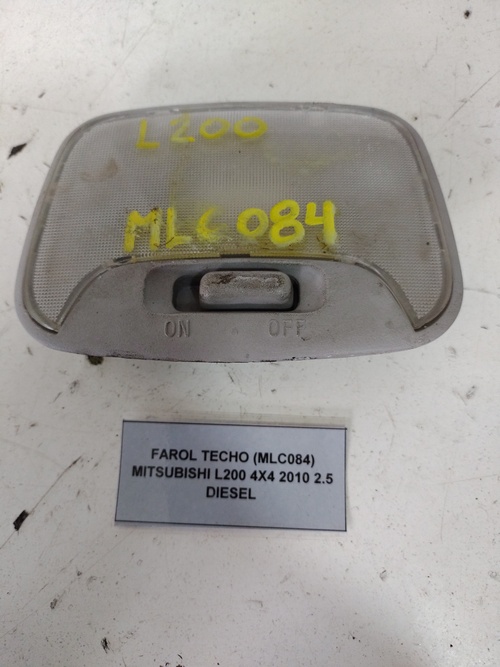 L200
MLC084
ON OFF
FAROL TECHO (MLC084)
MITSUBISHI L200 4X4 2010 2.5
DIESEL